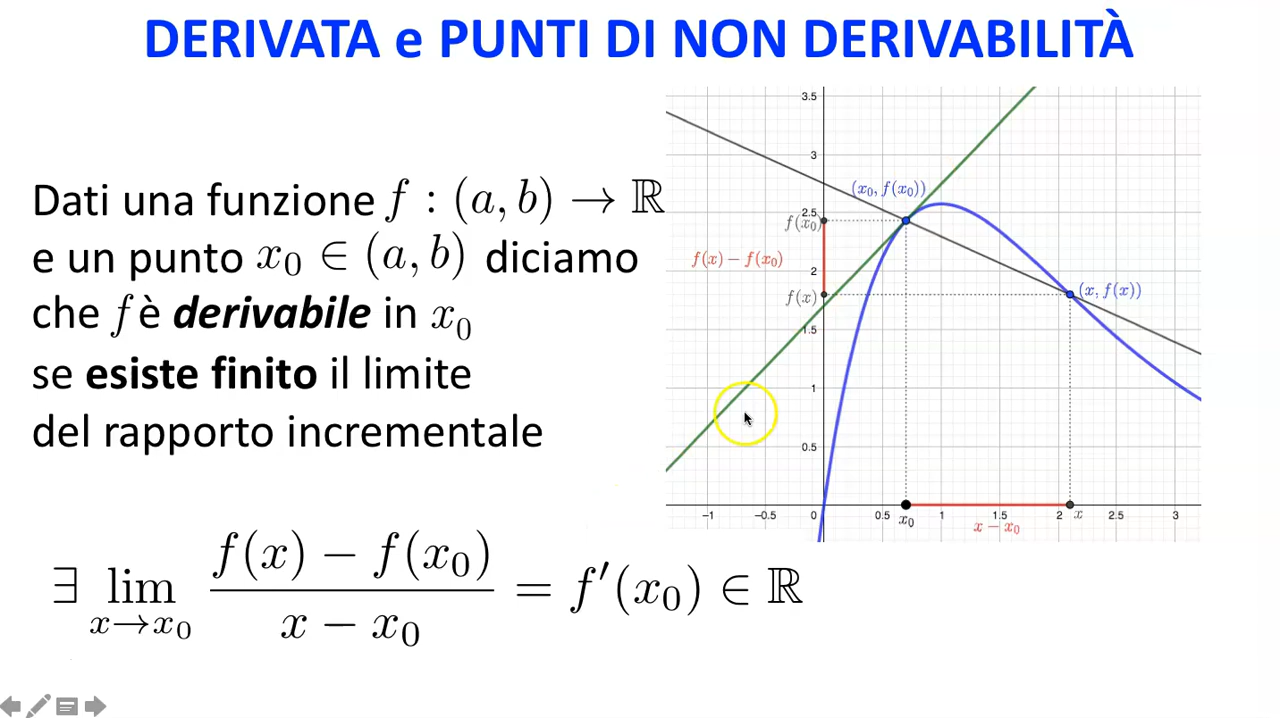 DERIVATA e PUNTI DI NON DERIVABILITÀ
Dati una funzione f : (a, b) → ℝ
e un punto x₀ ∈ (a, b) diciamo
che f è derivabile in x₀
se esiste finito il limite
del rapporto incrementale
∃ lim x→x₀ f(x) − f(x₀) / x − x₀ = f′(x₀) ∈ ℝ
3.5
3
(x₀, f(x₀))
2.5
f(x₀)
f(x) − f(x₀)
2
f(x)
(x, f(x))
1.5
1
0.5
−1 −0.5 0 0.5 x₀ 1 1.5 2 x 2.5 3
x − x₀